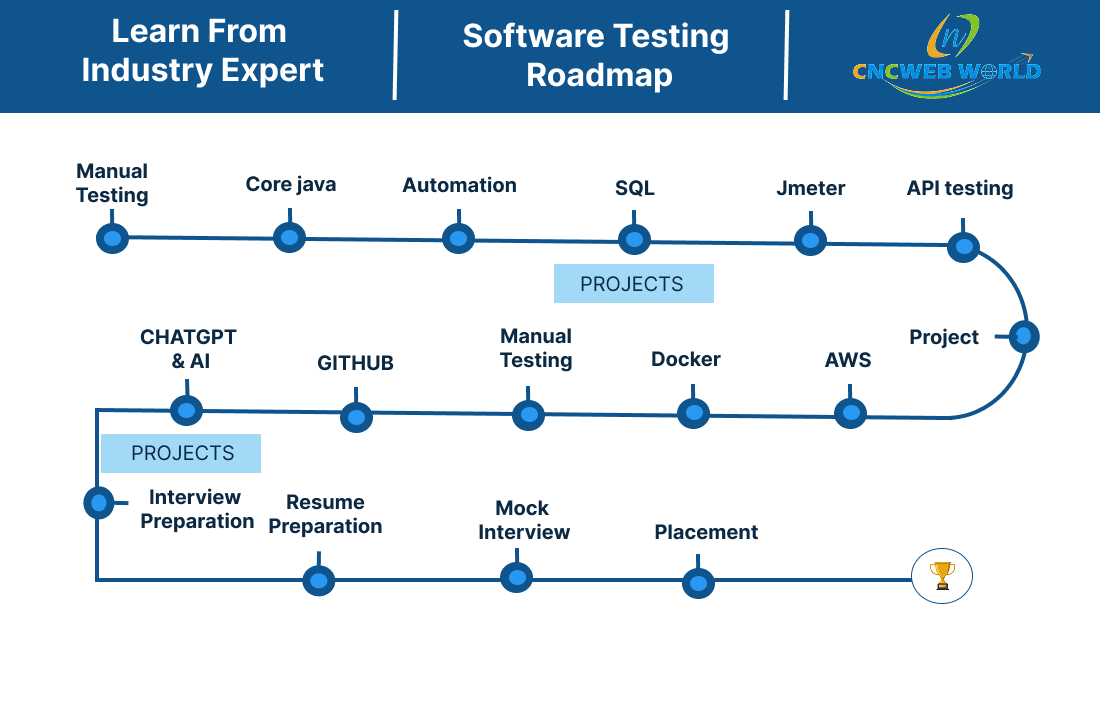 Learn From
Industry Expert
Software Testing
Roadmap
CNCWEB WORLD
Manual
Testing
Core java
Automation
SQL
Jmeter
API testing
PROJECTS
Project
AWS
Docker
Manual
Testing
GITHUB
CHATGPT
& AI
PROJECTS
Interview
Preparation
Resume
Preparation
Mock
Interview
Placement